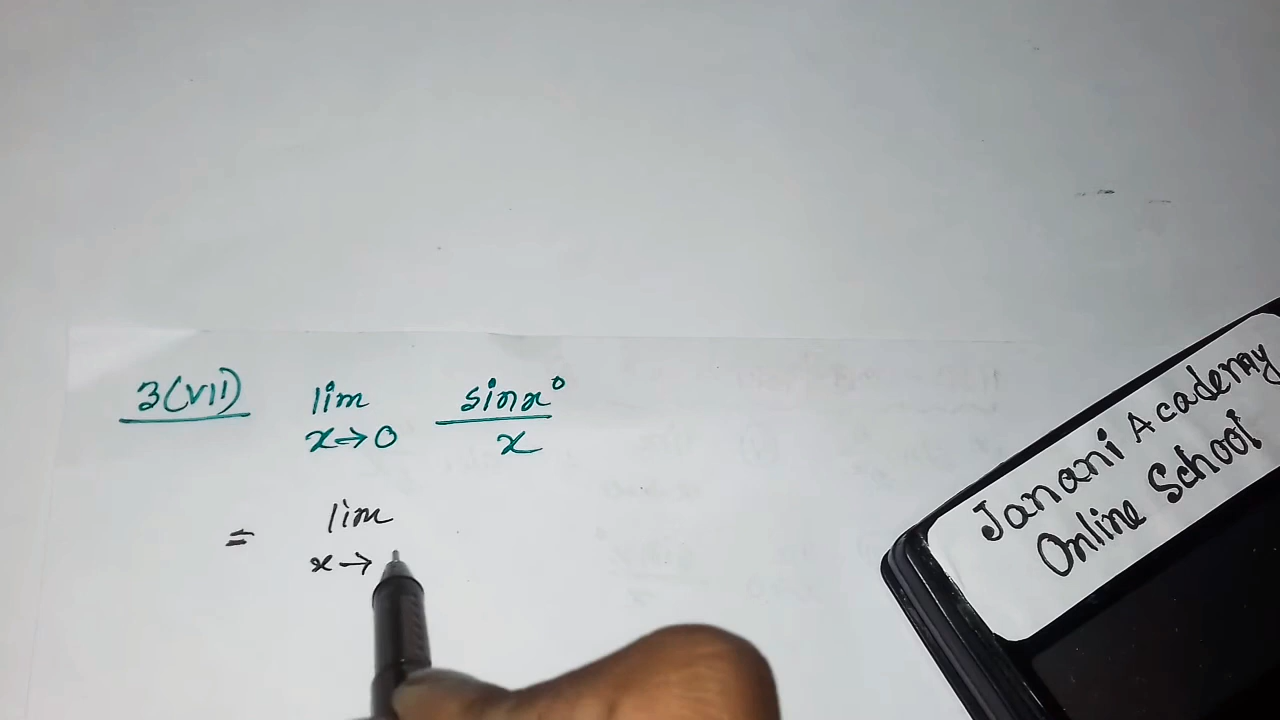 3(VII) lim x→0 sinx° / x
= lim x→
Janani Academy
Online School